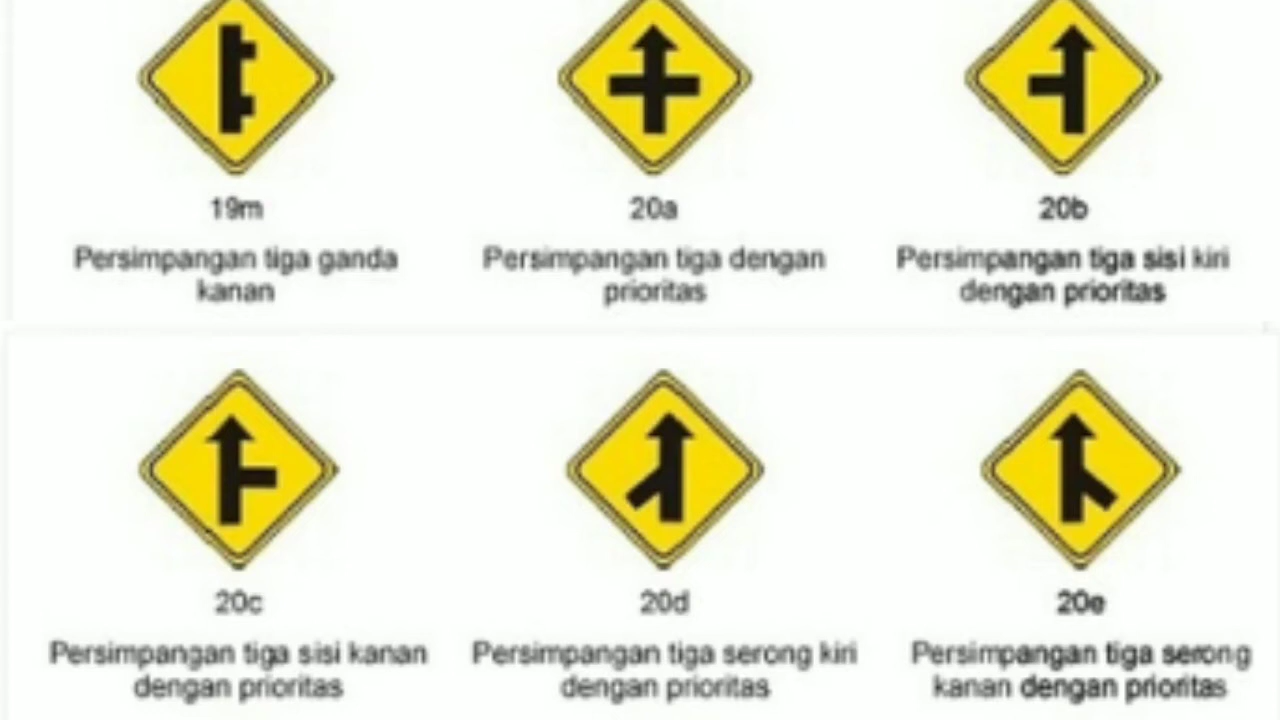 19m
20a
20b
Persimpangan tiga ganda
kanan
Persimpangan tiga dengan
prioritas
Persimpangan tiga sisi kiri
dengan prioritas
20c
20d
20e
Persimpangan tiga sisi kanan
dengan prioritas
Persimpangan tiga serong kiri
dengan prioritas
Persimpangan tiga serong
kanan dengan prioritas